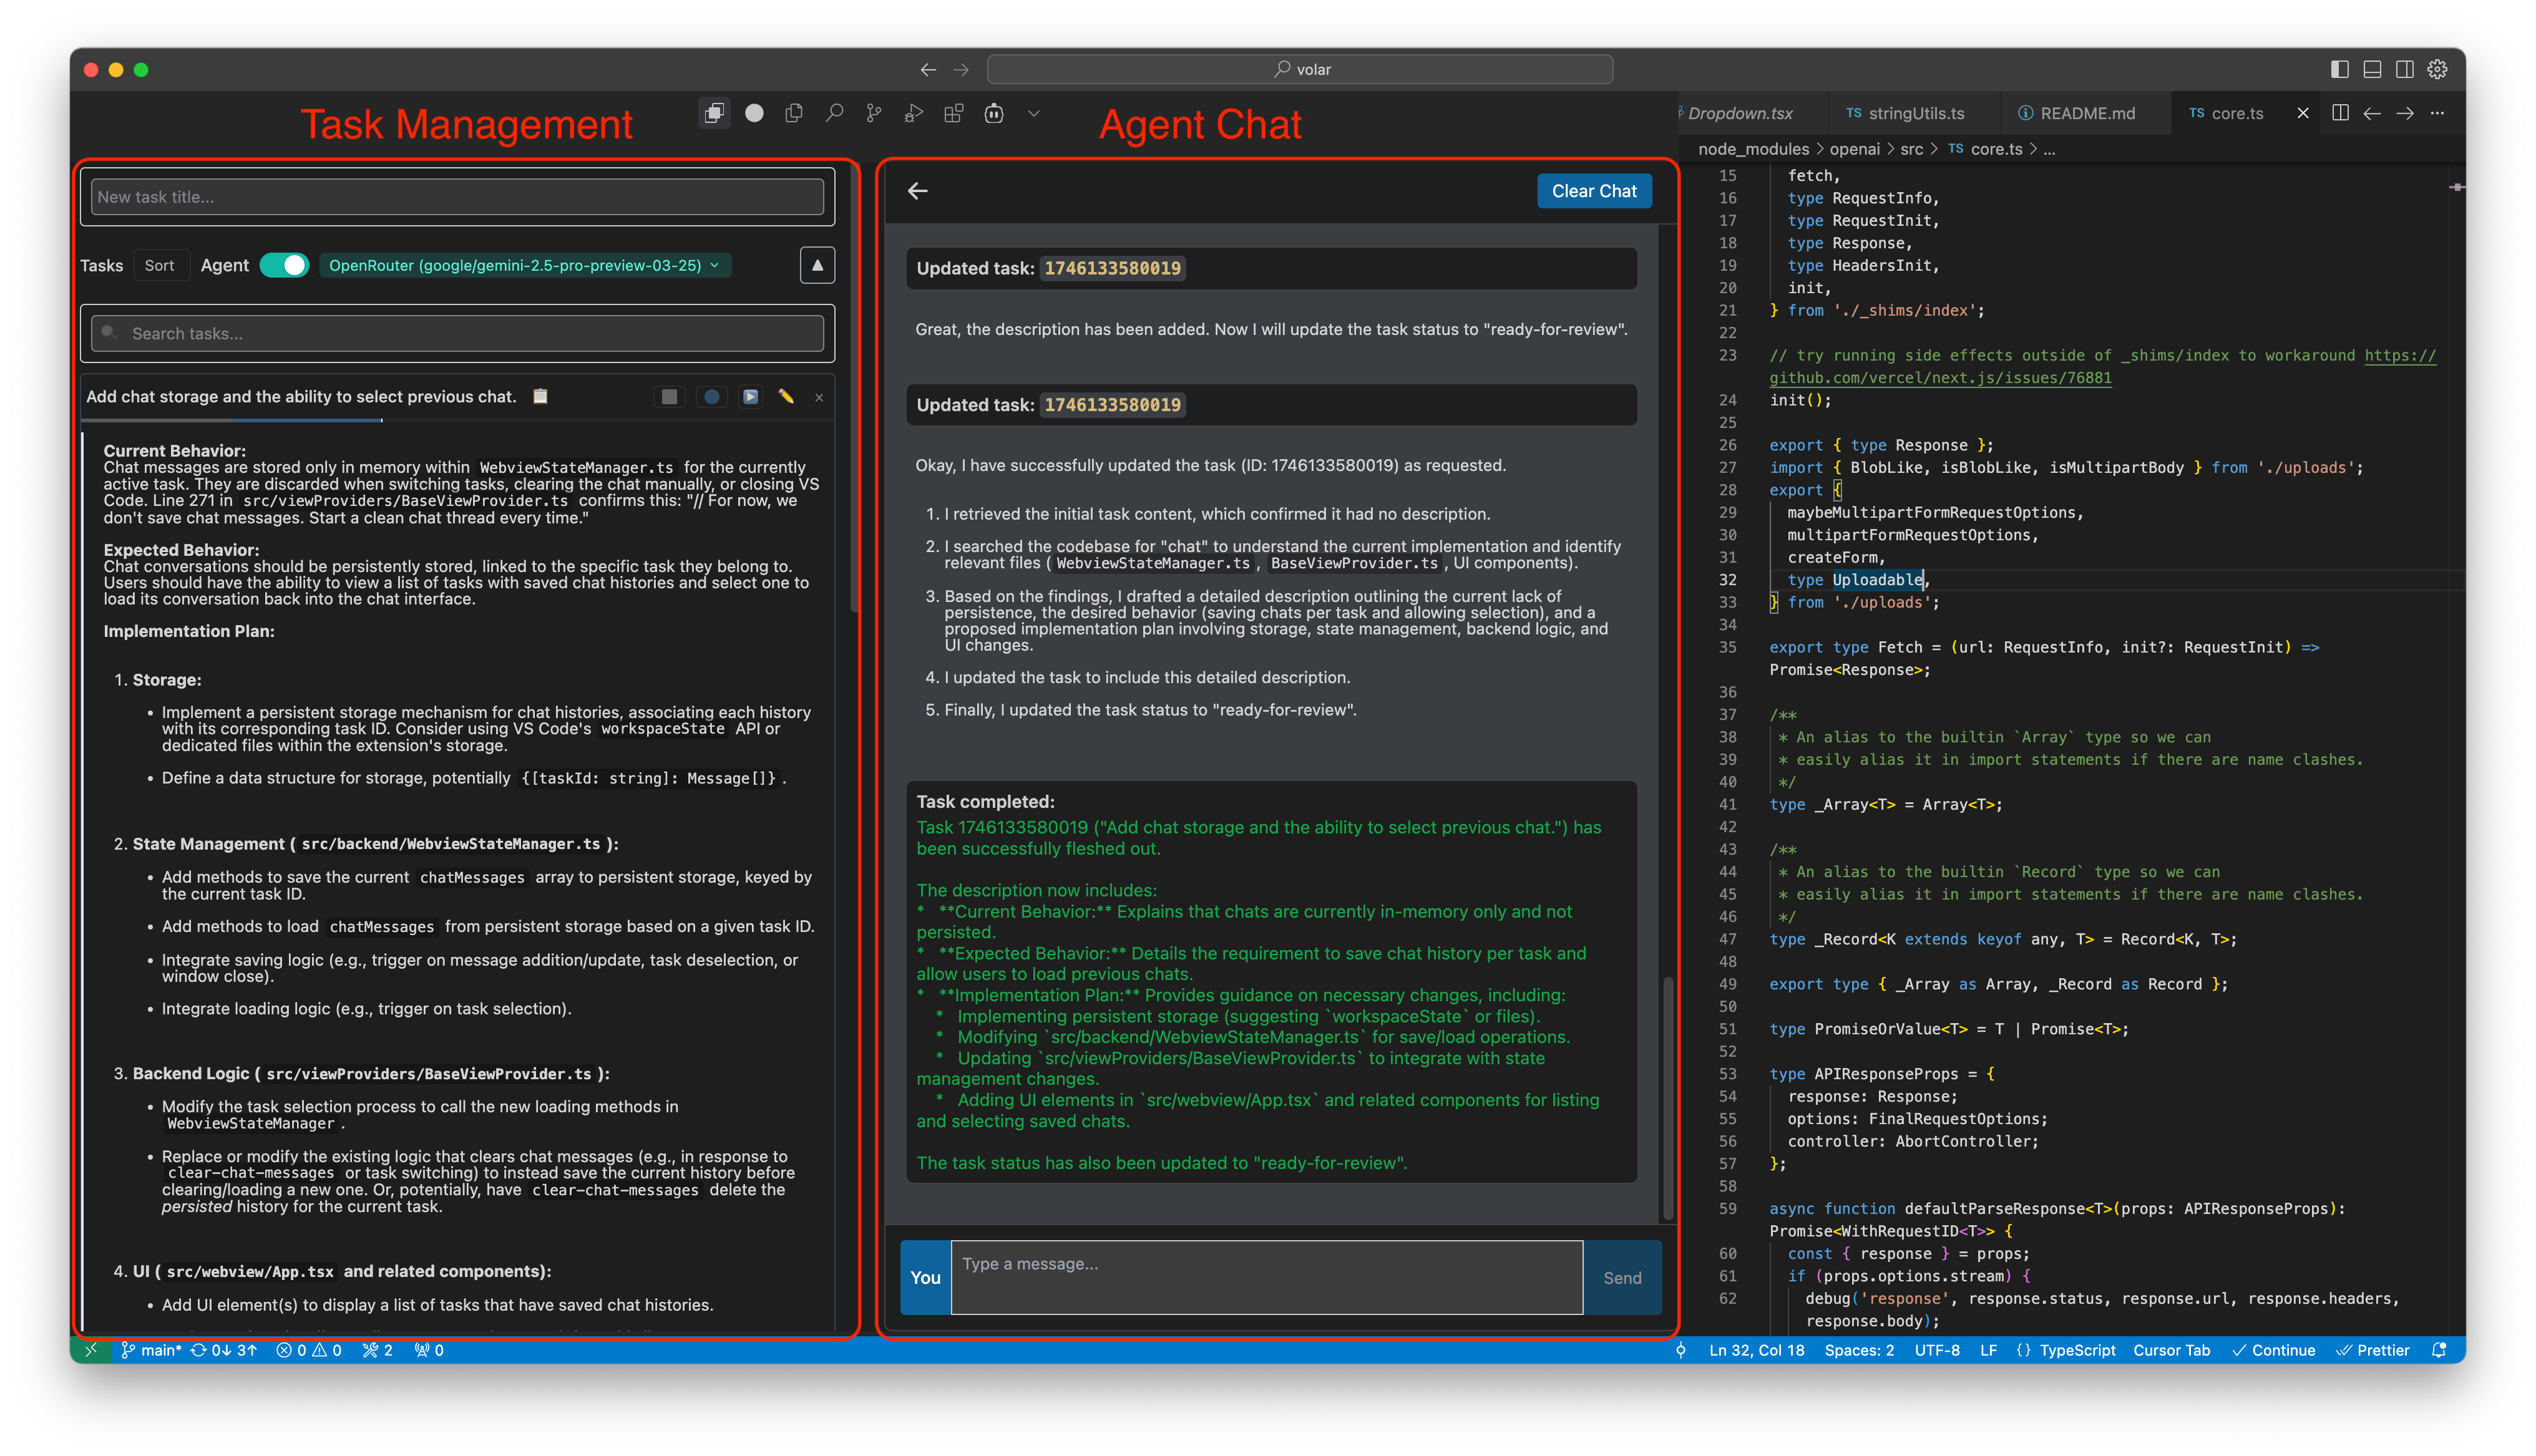 volar
Task Management
Agent Chat
Dropdown.tsx
TS stringUtils.ts
README.md
TS core.ts
New task title...
Tasks
Sort
Agent
OpenRouter (google/gemini-2.5-pro-preview-03-25)
Search tasks...
Add chat storage and the ability to select previous chat.
Current Behavior:
Chat messages are stored only in memory within WebviewStateManager.ts for the currently
active task. They are discarded when switching tasks, clearing the chat manually, or closing VS
Code. Line 271 in src/viewProviders/BaseViewProvider.ts confirms this: "// For now, we
don't save chat messages. Start a clean chat thread every time."
Expected Behavior:
Chat conversations should be persistently stored, linked to the specific task they belong to.
Users should have the ability to view a list of tasks with saved chat histories and select one to
load its conversation back into the chat interface.
Implementation Plan:
1. Storage:
• Implement a persistent storage mechanism for chat histories, associating each history
with its corresponding task ID. Consider using VS Code's workspaceState API or
dedicated files within the extension's storage.
• Define a data structure for storage, potentially {[taskId: string]: Message[]}.
2. State Management ( src/backend/WebviewStateManager.ts ):
• Add methods to save the current chatMessages array to persistent storage, keyed by
the current task ID.
• Add methods to load chatMessages from persistent storage based on a given task ID.
• Integrate saving logic (e.g., trigger on message addition/update, task deselection, or
window close).
• Integrate loading logic (e.g., trigger on task selection).
3. Backend Logic ( src/viewProviders/BaseViewProvider.ts ):
• Modify the task selection process to call the new loading methods in
WebviewStateManager .
• Replace or modify the existing logic that clears chat messages (e.g., in response to
clear-chat-messages or task switching) to instead save the current history before
clearing/loading a new one. Or, potentially, have clear-chat-messages delete the
persisted history for the current task.
4. UI ( src/webview/App.tsx and related components):
• Add UI element(s) to display a list of tasks that have saved chat histories.
Clear Chat
Updated task: 1746133580019
Great, the description has been added. Now I will update the task status to "ready-for-review".
Updated task: 1746133580019
Okay, I have successfully updated the task (ID: 1746133580019) as requested.
1. I retrieved the initial task content, which confirmed it had no description.
2. I searched the codebase for "chat" to understand the current implementation and identify
relevant files ( WebviewStateManager.ts , BaseViewProvider.ts , UI components).
3. Based on the findings, I drafted a detailed description outlining the current lack of
persistence, the desired behavior (saving chats per task and allowing selection), and a
proposed implementation plan involving storage, state management, backend logic, and
UI changes.
4. I updated the task to include this detailed description.
5. Finally, I updated the task status to "ready-for-review".
Task completed:
Task 1746133580019 ("Add chat storage and the ability to select previous chat.") has
been successfully fleshed out.
The description now includes:
* **Current Behavior:** Explains that chats are currently in-memory only and not
persisted.
* **Expected Behavior:** Details the requirement to save chat history per task and
allow users to load previous chats.
* **Implementation Plan:** Provides guidance on necessary changes, including:
* Implementing persistent storage (suggesting `workspaceState` or files).
* Modifying `src/backend/WebviewStateManager.ts` for save/load operations.
* Updating `src/viewProviders/BaseViewProvider.ts` to integrate with state
management changes.
* Adding UI elements in `src/webview/App.tsx` and related components for listing
and selecting saved chats.
The task status has also been updated to "ready-for-review".
You
Type a message...
Send
node_modules > openai > src > TS core.ts > ...
15 fetch,
16 type RequestInfo,
17 type RequestInit,
18 type Response,
19 type HeadersInit,
20 init,
21 } from './_shims/index';
22
23 // try running side effects outside of _shims/index to workaround https://
github.com/vercel/next.js/issues/76881
24 init();
25
26 export { type Response };
27 import { BlobLike, isBlobLike, isMultipartBody } from './uploads';
28 export {
29 maybeMultipartFormRequestOptions,
30 multipartFormRequestOptions,
31 createForm,
32 type Uploadable,
33 } from './uploads';
34
35 export type Fetch = (url: RequestInfo, init?: RequestInit) =>
Promise<Response>;
36
37 /**
38 * An alias to the builtin `Array` type so we can
39 * easily alias it in import statements if there are name clashes.
40 */
41 type _Array<T> = Array<T>;
42
43 /**
44 * An alias to the builtin `Record` type so we can
45 * easily alias it in import statements if there are name clashes.
46 */
47 type _Record<K extends keyof any, T> = Record<K, T>;
48
49 export type { _Array as Array, _Record as Record };
50
51 type PromiseOrValue<T> = T | Promise<T>;
52
53 type APIResponseProps = {
54 response: Response;
55 options: FinalRequestOptions;
56 controller: AbortController;
57 };
58
59 async function defaultParseResponse<T>(props: APIResponseProps):
Promise<WithRequestID<T>> {
60 const { response } = props;
61 if (props.options.stream) {
62 debug('response', response.status, response.url, response.headers,
response.body);
main* 0↓ 3↑ 0 0 2 0
Ln 32, Col 18 Spaces: 2 UTF-8 LF {} TypeScript Cursor Tab Continue Prettier